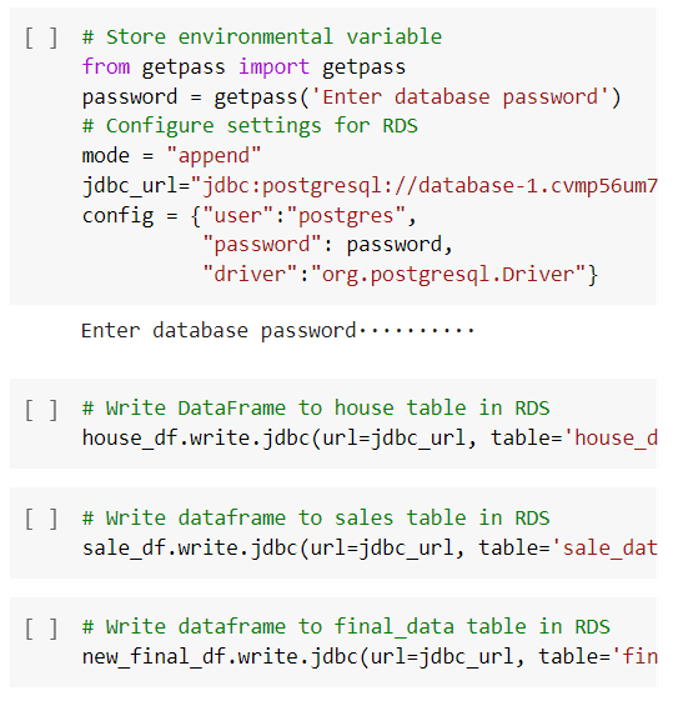 [ ] # Store environmental variable
from getpass import getpass
password = getpass('Enter database password')
# Configure settings for RDS
mode = "append"
jdbc_url="jdbc:postgresql://database-1.cvmp56um7
config = {"user":"postgres",
"password": password,
"driver":"org.postgresql.Driver"}
Enter database password··········
[ ] # Write DataFrame to house table in RDS
house_df.write.jdbc(url=jdbc_url, table='house_d
[ ] # Write dataframe to sales table in RDS
sale_df.write.jdbc(url=jdbc_url, table='sale_dat
[ ] # Write dataframe to final_data table in RDS
new_final_df.write.jdbc(url=jdbc_url, table='fin